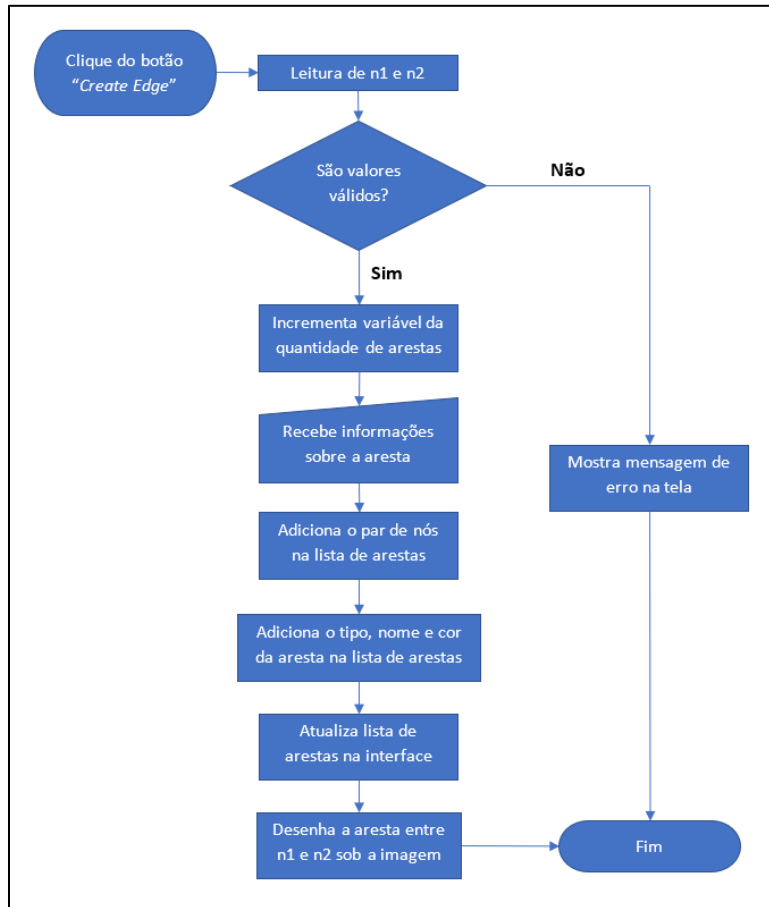 Clique do botão
“Create Edge”
Leitura de n1 e n2
São valores
válidos?
Não
Sim
Incrementa variável da
quantidade de arestas
Recebe informações
sobre a aresta
Mostra mensagem de
erro na tela
Adiciona o par de nós
na lista de arestas
Adiciona o tipo, nome e cor
da aresta na lista de arestas
Atualiza lista de
arestas na interface
Desenha a aresta entre
n1 e n2 sob a imagem
Fim